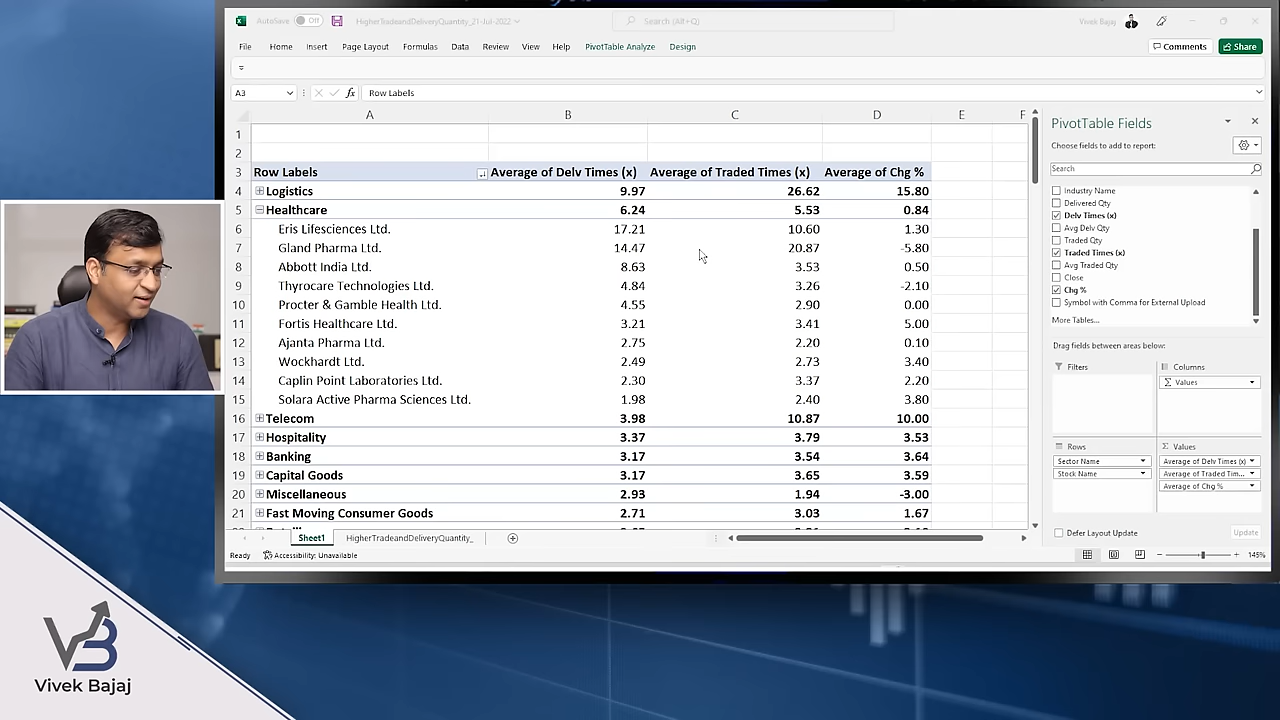 AutoSave Off HigherTradeandDeliveryQuantity_21-Jul-2022 Search (Alt+Q) Vivek Bajaj
File Home Insert Page Layout Formulas Data Review View Help PivotTable Analyze Design Comments Share
A3 fx Row Labels
A B C D E F
1
2
3 Row Labels Average of Delv Times (x) Average of Traded Times (x) Average of Chg %
4 Logistics 9.97 26.62 15.80
5 Healthcare 6.24 5.53 0.84
6 Eris Lifesciences Ltd. 17.21 10.60 1.30
7 Gland Pharma Ltd. 14.47 20.87 -5.80
8 Abbott India Ltd. 8.63 3.53 0.50
9 Thyrocare Technologies Ltd. 4.84 3.26 -2.10
10 Procter & Gamble Health Ltd. 4.55 2.90 0.00
11 Fortis Healthcare Ltd. 3.21 3.41 5.00
12 Ajanta Pharma Ltd. 2.75 2.20 0.10
13 Wockhardt Ltd. 2.49 2.73 3.40
14 Caplin Point Laboratories Ltd. 2.30 3.37 2.20
15 Solara Active Pharma Sciences Ltd. 1.98 2.40 3.80
16 Telecom 3.98 10.87 10.00
17 Hospitality 3.37 3.79 3.53
18 Banking 3.17 3.54 3.64
19 Capital Goods 3.17 3.65 3.59
20 Miscellaneous 2.93 1.94 -3.00
21 Fast Moving Consumer Goods 2.71 3.03 1.67
Sheet1 HigherTradeandDeliveryQuantity_
Ready Accessibility: Unavailable 145%
PivotTable Fields
Choose fields to add to report:
Search
Industry Name
Delivered Qty
Delv Times (x)
Avg Delv Qty
Traded Qty
Traded Times (x)
Avg Traded Qty
Close
Chg %
Symbol with Comma for External Upload
More Tables...
Drag fields between areas below:
Filters Columns
Σ Values
Rows Σ Values
Sector Name Average of Delv Times (x)
Stock Name Average of Traded Tim...
Average of Chg %
Defer Layout Update Update
VB
Vivek Bajaj